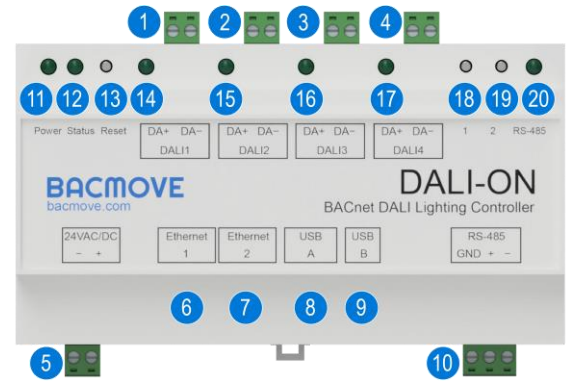 1 2 3 4
11 12 13 14 15 16 17 18 19 20
Power Status Reset DA+ DA− DA+ DA− DA+ DA− DA+ DA− 1 2 RS-485
DALI1 DALI2 DALI3 DALI4
BACMOVE DALI-ON
bacmove.com BACnet DALI Lighting Controller
24VAC/DC Ethernet Ethernet USB USB RS-485
− + 1 2 A B GND + −
6 7 8 9
5 10